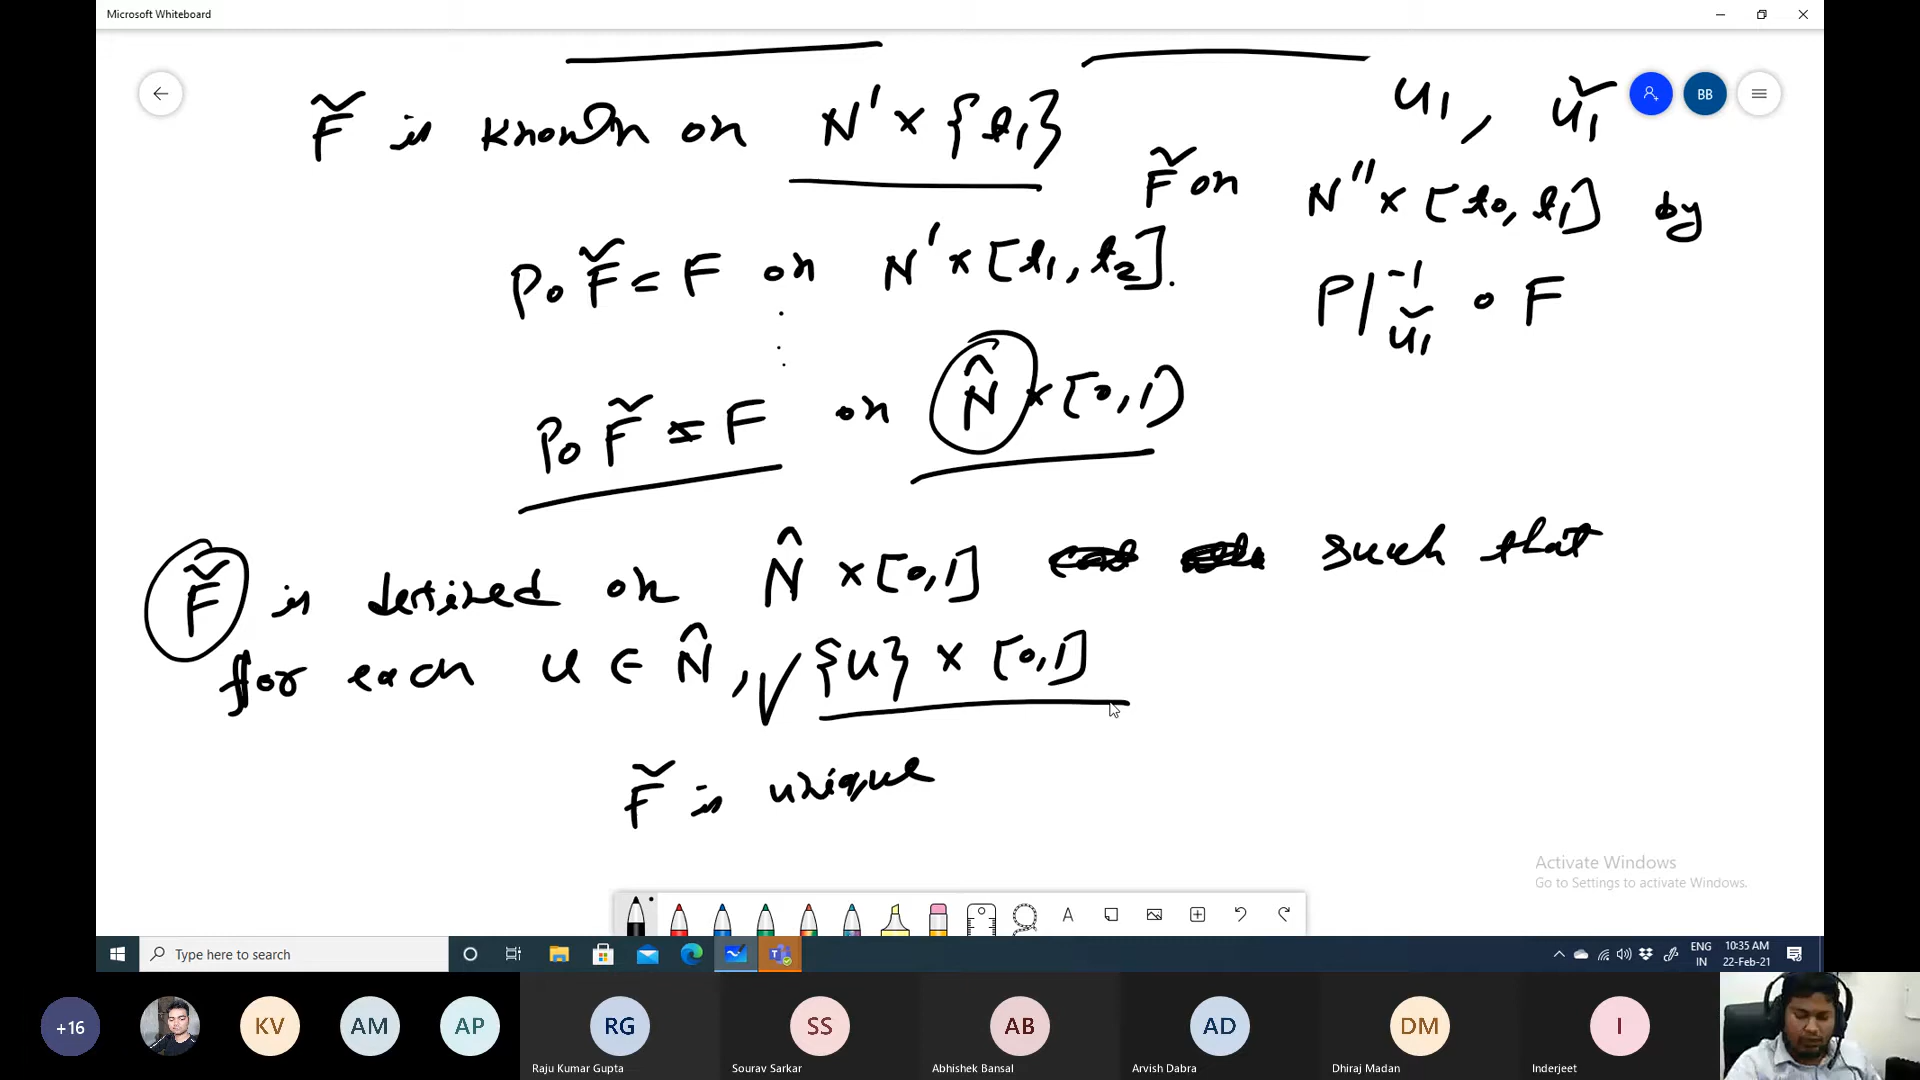 Microsoft Whiteboard
F̃ is known on N' × {t₁}
u₁, ũ₁
BB
F̃ on N'' × [t₀, t₁] by
P∘F̃ = F on N' × [t₁, t₂].
P|⁻¹_ũ₁ ∘ F
⋮
P∘F̃ = F on N̂ × [0,1]
F̃ is defined on N̂ × [0,1] such that
for each u ∈ N̂, √ {u} × [0,1]
F̃ is unique
Activate Windows
Go to Settings to activate Windows.
A
Type here to search
ENG
IN
10:35 AM
22-Feb-21
+16
KV
AM
AP
RG
SS
AB
AD
DM
I
Raju Kumar Gupta
Sourav Sarkar
Abhishek Bansal
Arvish Dabra
Dhiraj Madan
Inderjeet